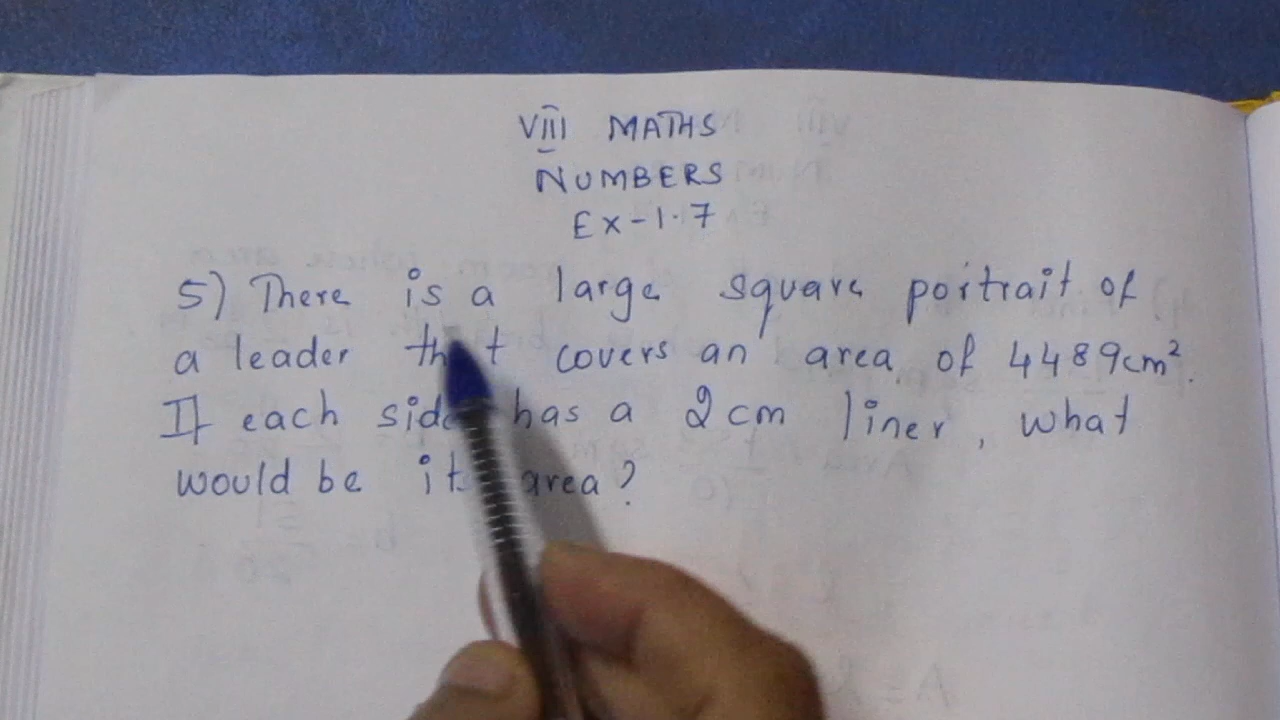 VIII MATHS
NUMBERS
Ex-1.7
5) There is a large square portrait of
a leader that covers an area of 4489cm².
If each side has a 2cm liner, what
would be its area?